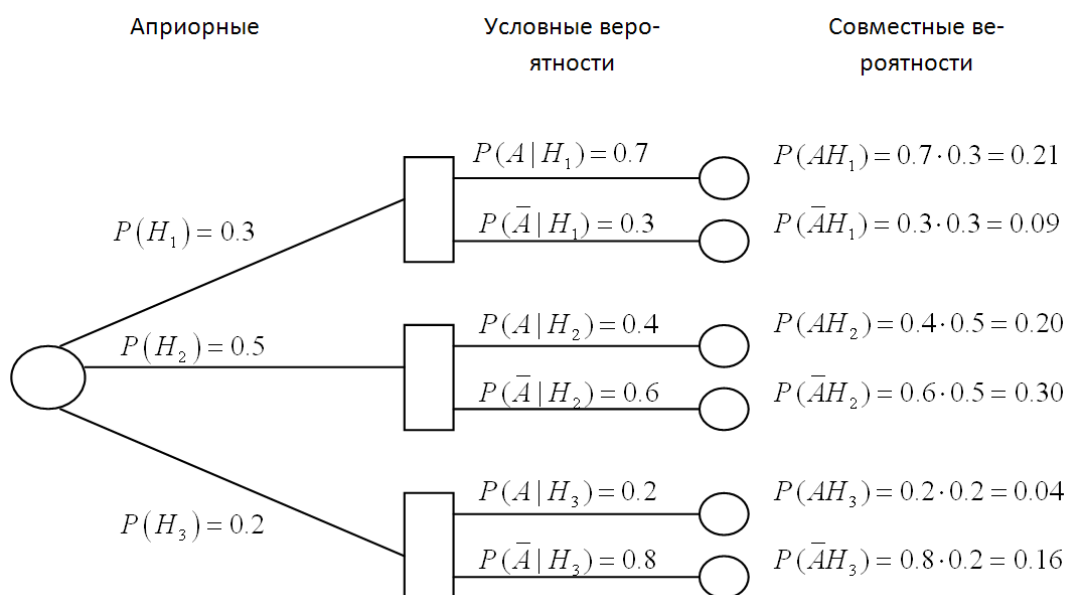 Априорные
Условные веро-
ятности
Совместные ве-
роятности
P(A|H₁) = 0.7
P(AH₁) = 0.7·0.3 = 0.21
P(H₁) = 0.3
P(Ā|H₁) = 0.3
P(ĀH₁) = 0.3·0.3 = 0.09
P(A|H₂) = 0.4
P(AH₂) = 0.4·0.5 = 0.20
P(H₂) = 0.5
P(Ā|H₂) = 0.6
P(ĀH₂) = 0.6·0.5 = 0.30
P(A|H₃) = 0.2
P(AH₃) = 0.2·0.2 = 0.04
P(H₃) = 0.2
P(Ā|H₃) = 0.8
P(ĀH₃) = 0.8·0.2 = 0.16